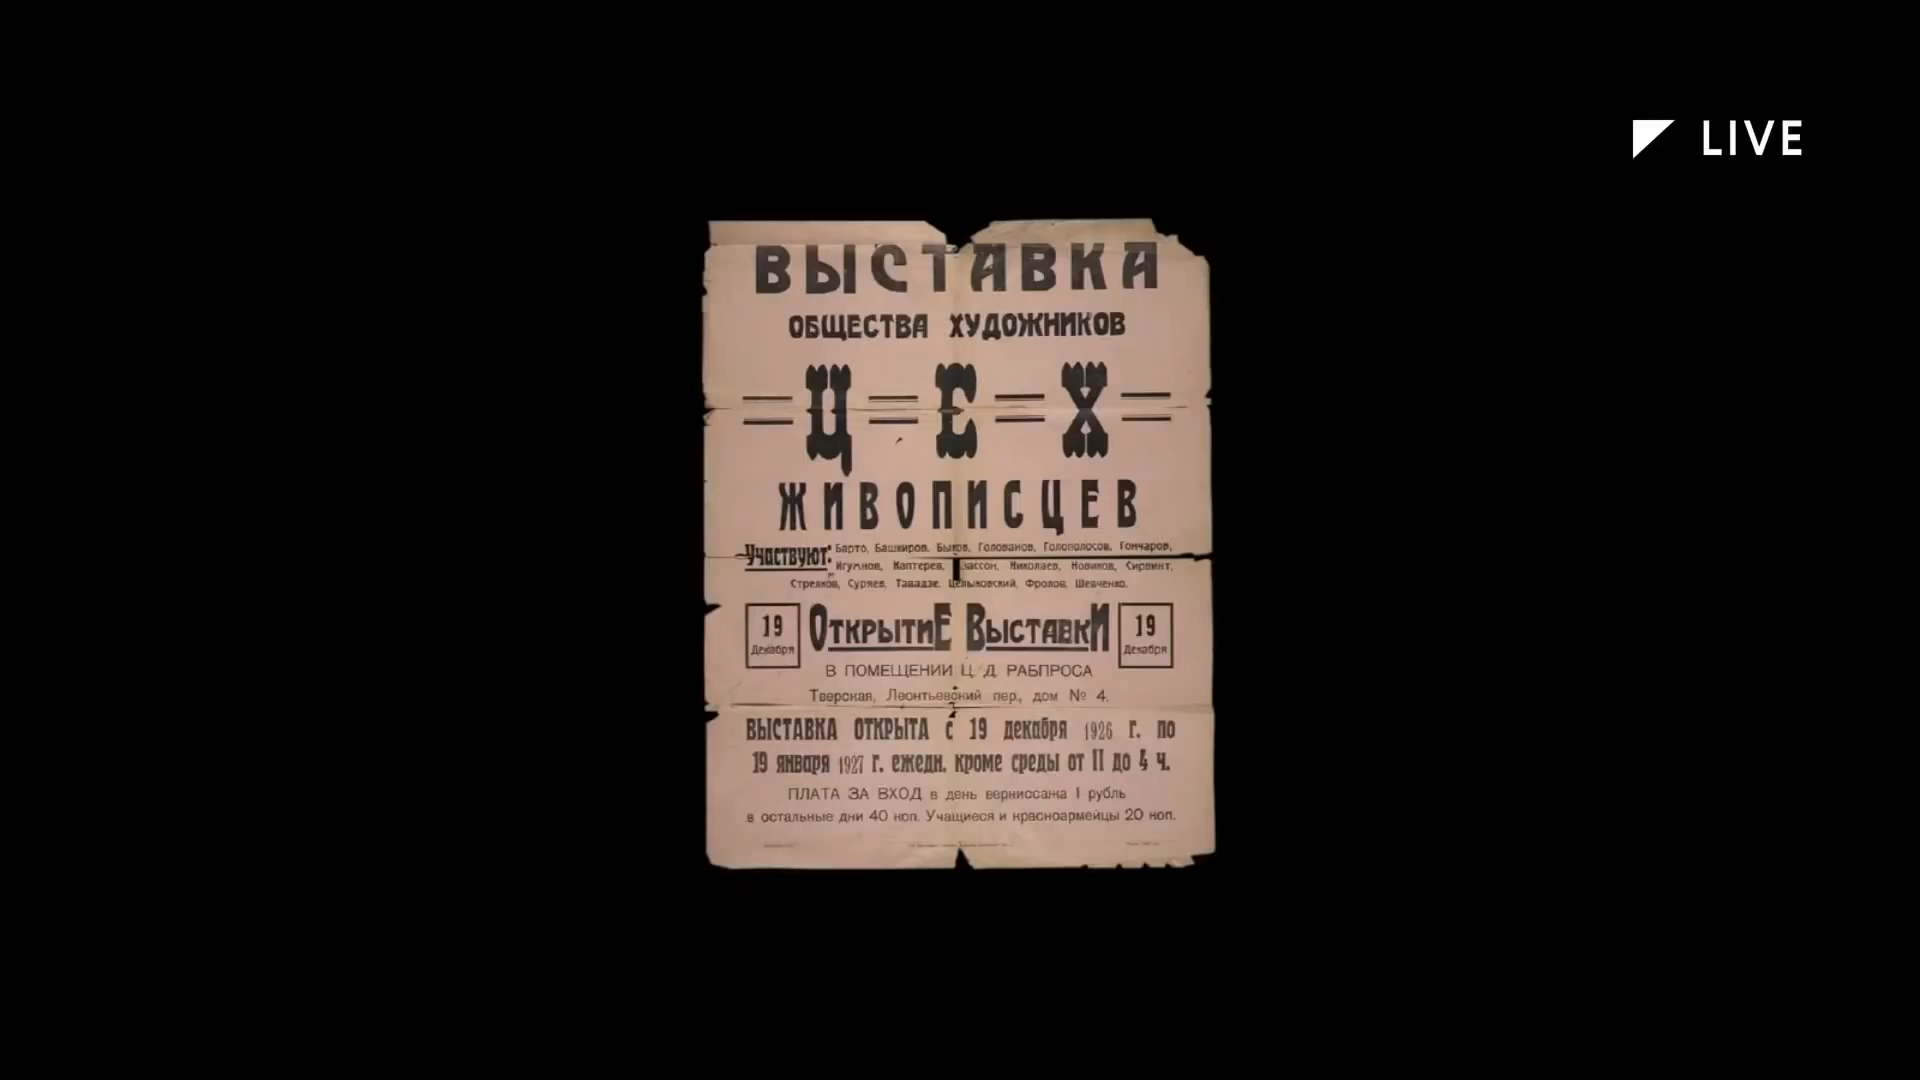 LIVE
ВЫСТАВКА
ОБЩЕСТВА ХУДОЖНИКОВ
Ц=Е=Х
ЖИВОПИСЦЕВ
Участвуют: Барто, Башкиров, Быков, Голованов, Голополосов, Гончаров,
Игумнов, Каптерев, Николаев, Новиков, Сирвинт,
Стрелков, Суряев, Тавадзе, Целыковский, Фролов, Шевченко.
19 Декабря ОТКРЫТИЕ ВЫСТАВКИ 19 Декабря
В ПОМЕЩЕНИИ Ц. Д. РАБПРОСА
Тверская, Леонтьевский пер., дом № 4.
ВЫСТАВКА ОТКРЫТА с 19 декабря 1926 г. по
19 января 1927 г. ежедн. кроме среды от 11 до 4 ч.
ПЛАТА ЗА ВХОД в день верниссажа 1 рубль
в остальные дни 40 коп. Учащиеся и красноармейцы 20 коп.